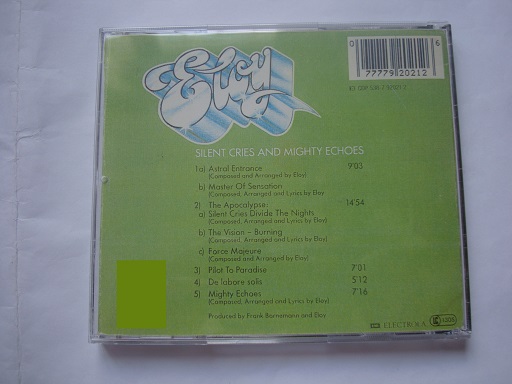 Eloy
0 77779 20212 6
SILENT CRIES AND MIGHTY ECHOES
1a) Astral Entrance 9'03
(Composed and Arranged by Eloy)
b) Master Of Sensation
(Composed, Arranged and Lyrics by Eloy
2) The Apocalypse: 14'54
a) Silent Cries Divide The Nights
(Composed, Arranged and Lyrics by Eloy)
b) The Vision – Burning
(Composed, Arranged and Lyrics by Eloy)
c) Force Majeure
(Composed and Arranged by Eloy)
3) Pilot To Paradise 7'01
4) De labore solis 5'12
5) Mighty Echoes 7'16
(Composed, Arranged and Lyrics by Eloy)
Produced by Frank Bornemann and Eloy
EMI ELECTROLA